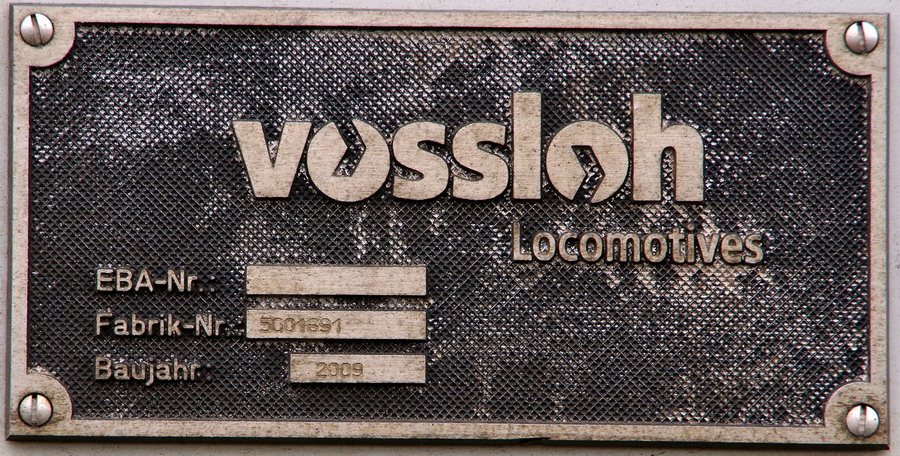 vossloh
Locomotives
EBA-Nr.:
Fabrik-Nr.: 5001691
Baujahr.: 2009